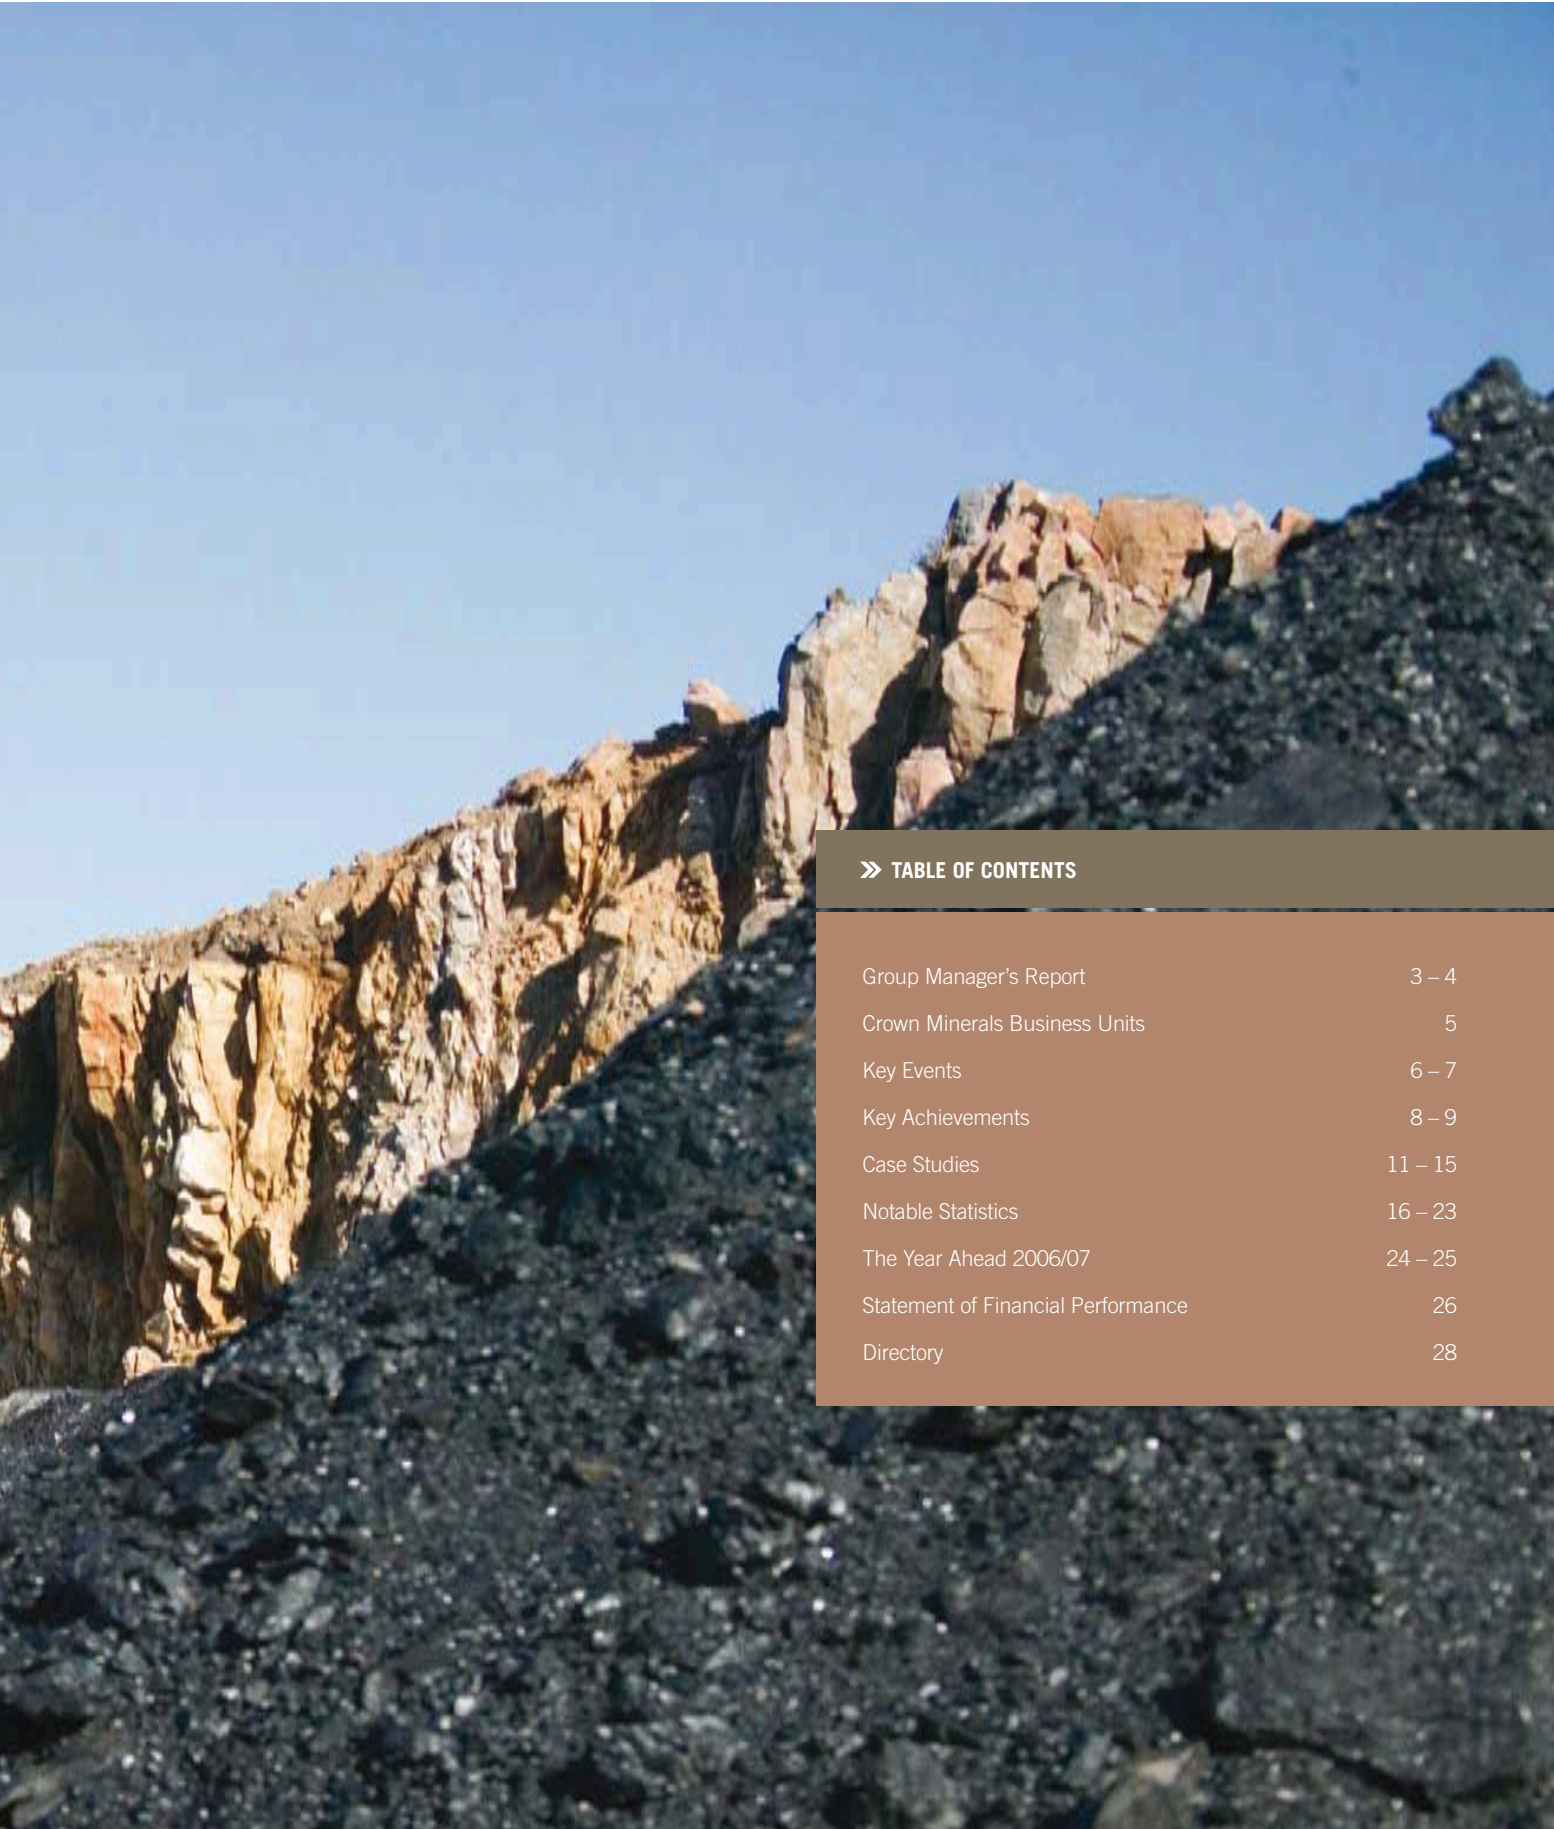 » TABLE OF CONTENTS
Group Manager’s Report 3 – 4
Crown Minerals Business Units 5
Key Events 6 – 7
Key Achievements 8 – 9
Case Studies 11 – 15
Notable Statistics 16 – 23
The Year Ahead 2006/07 24 – 25
Statement of Financial Performance 26
Directory 28